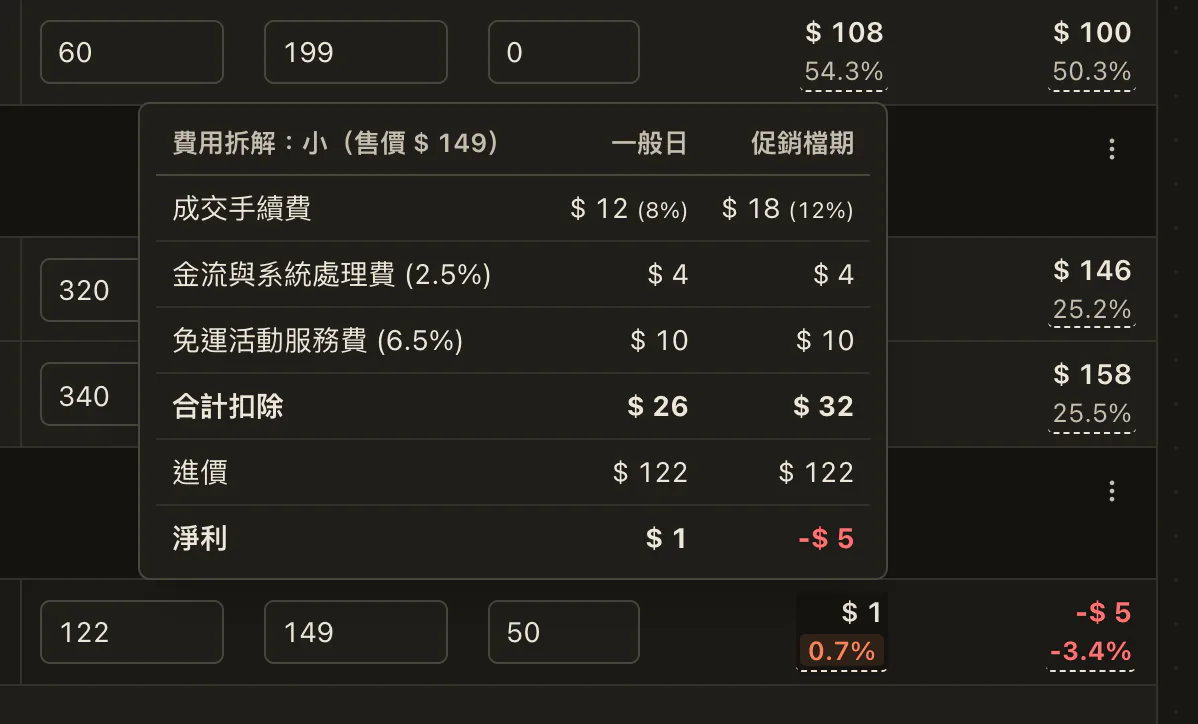 60 199 0 $ 108 $ 100
54.3% 50.3%
費用拆解：小（售價 $ 149） 一般日 促銷檔期
成交手續費 $ 12 (8%) $ 18 (12%)
金流與系統處理費 (2.5%) $ 4 $ 4
免運活動服務費 (6.5%) $ 10 $ 10
合計扣除 $ 26 $ 32
進價 $ 122 $ 122
淨利 $ 1 -$ 5
320 $ 146
25.2%
340 $ 158
25.5%
122 149 50 $ 1 -$ 5
0.7% -3.4%